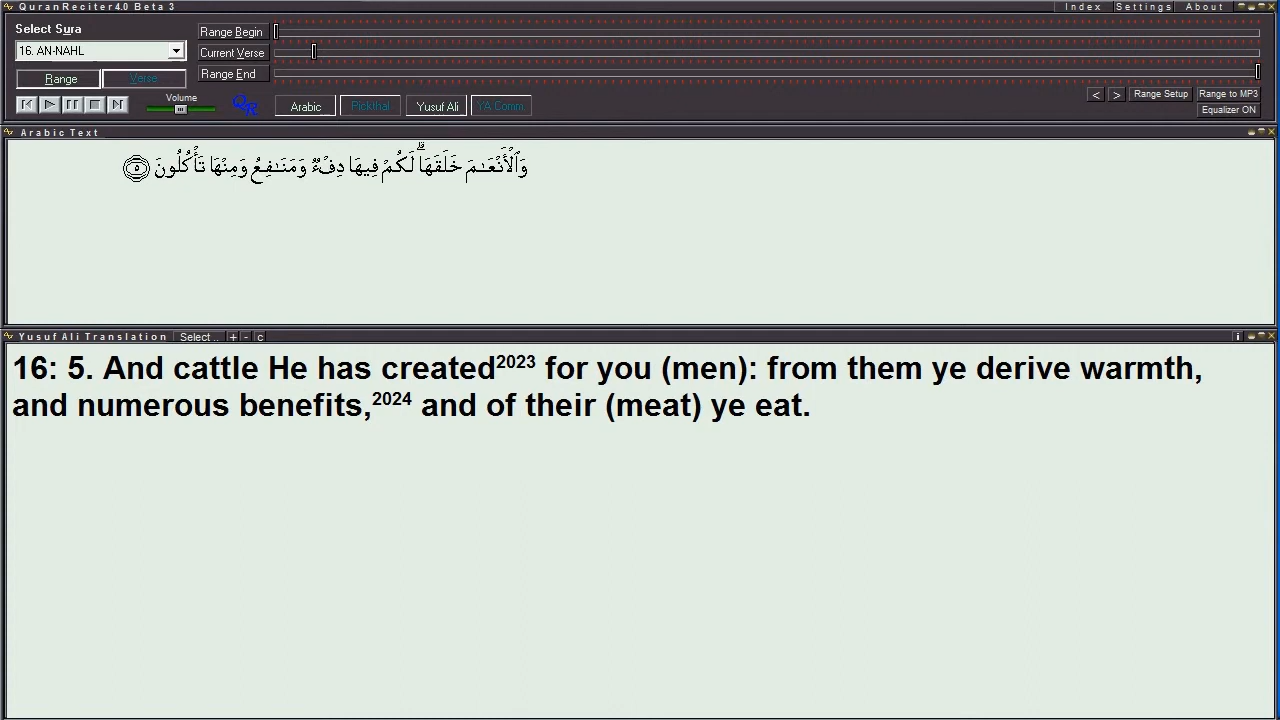 QuranReciter4.0 Beta 3
Index Settings About
Select Sura
16. AN-NAHL
Range Verse
Range Begin
Current Verse
Range End
Volume
QR
Arabic Pickthal Yusuf Ali YA Comm.
< > Range Setup Range to MP3
Equalizer ON
Arabic Text
وَٱلْأَنْعَـٰمَ خَلَقَهَا ۗ لَكُمْ فِيهَا دِفْءٌ وَمَنَـٰفِعُ وَمِنْهَا تَأْكُلُونَ ٥
Yusuf Ali Translation Select .. + - c i
16: 5. And cattle He has created2023 for you (men): from them ye derive warmth,
and numerous benefits,2024 and of their (meat) ye eat.